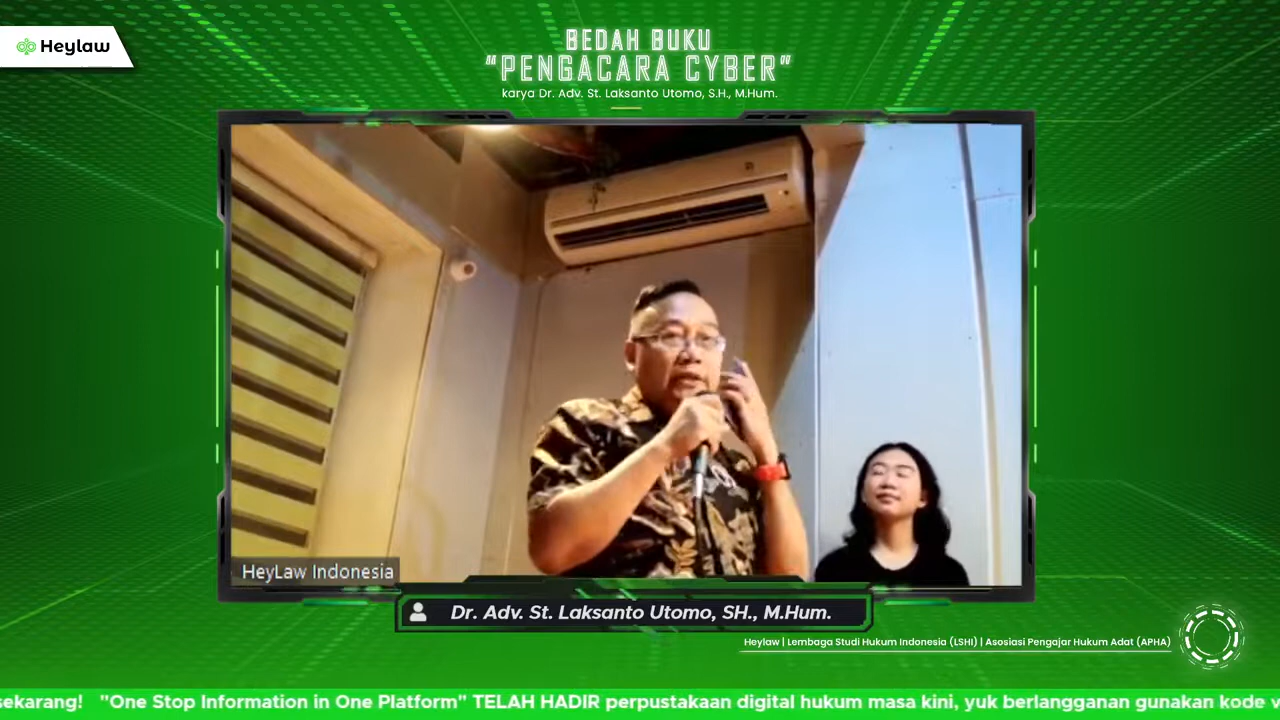 Heylaw
BEDAH BUKU
"PENGACARA CYBER"
karya Dr. Adv. St. Laksanto Utomo, S.H., M.Hum.
HeyLaw Indonesia
Dr. Adv. St. Laksanto Utomo, SH., M.Hum.
Heylaw | Lembaga Studi Hukum Indonesia (LSHI) | Asosiasi Pengajar Hukum Adat (APHA)
sekarang! "One Stop Information in One Platform" TELAH HADIR perpustakaan digital hukum masa kini, yuk berlangganan gunakan kode